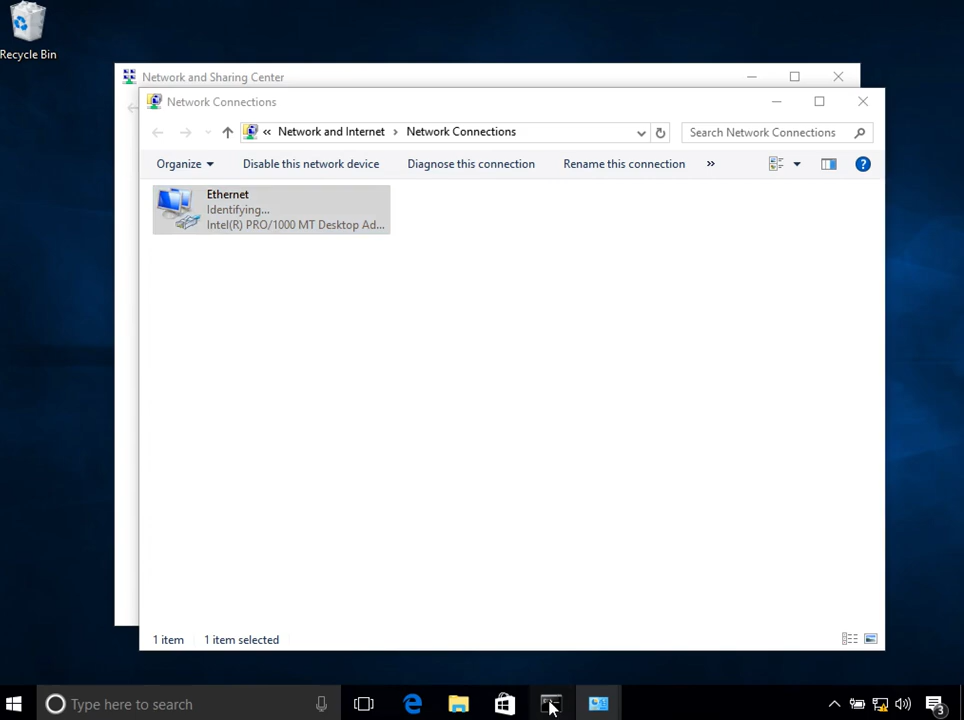 Recycle Bin
Network and Sharing Center
Network Connections
« Network and Internet › Network Connections
Search Network Connections
Organize Disable this network device Diagnose this connection Rename this connection »
Ethernet
Identifying...
Intel(R) PRO/1000 MT Desktop Ad...
1 item 1 item selected
Type here to search
3